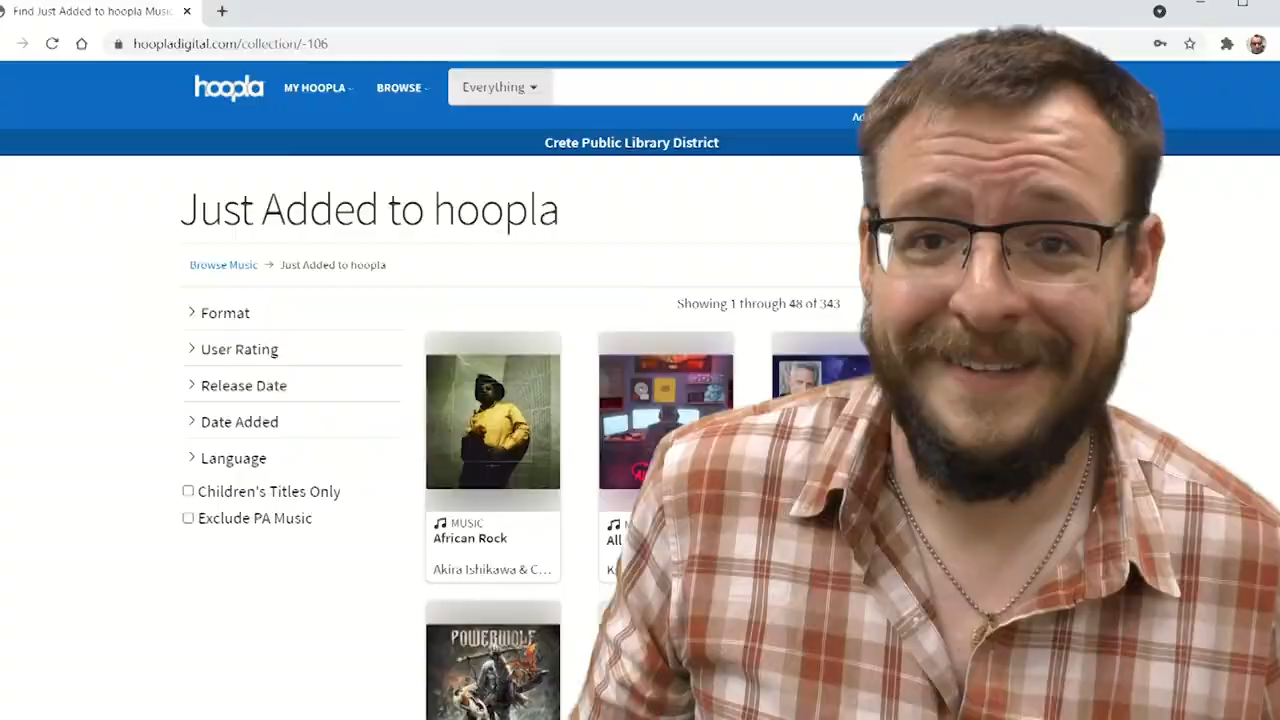 Find Just Added to hoopla Music
hoopladigital.com/collection/-106
hoopla
MY HOOPLA
BROWSE
Everything
Crete Public Library District
Just Added to hoopla
Browse Music → Just Added to hoopla
Showing 1 through 48 of 343
Format
User Rating
Release Date
Date Added
Language
Children's Titles Only
Exclude PA Music
MUSIC
African Rock
Akira Ishikawa & C...
All
POWERWOLF